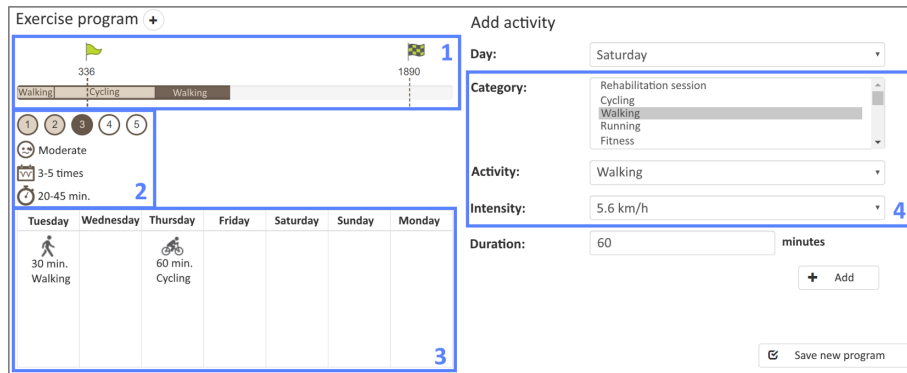 Exercise program +
1
336
1890
Walking Cycling Walking
1 2 3 4 5
Moderate
3-5 times
20-45 min.
2
Tuesday Wednesday Thursday Friday Saturday Sunday Monday
30 min.
Walking
60 min.
Cycling
3
Add activity
Day: Saturday
Category: Rehabilitation session
Cycling
Walking
Running
Fitness
Activity: Walking
Intensity: 5.6 km/h
4
Duration: 60 minutes
+ Add
Save new program